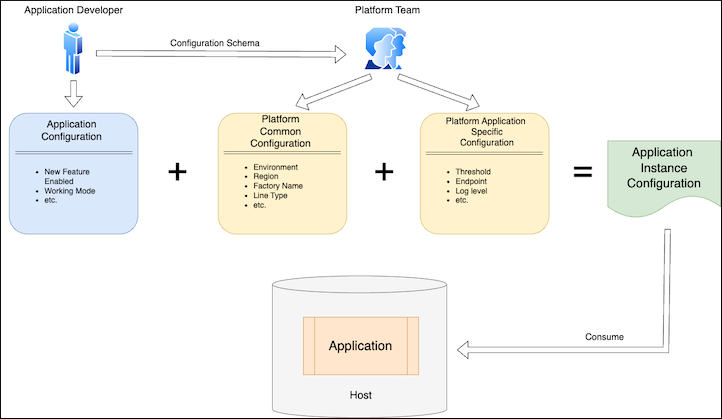 Application Developer
Platform Team
Configuration Schema
Application
Configuration
• New Feature
Enabled
• Working Mode
• etc.
+
Platform
Common
Configuration
• Environment
• Region
• Factory Name
• Line Type
• etc.
+
Platform Application
Specific
Configuration
• Threshold
• Endpoint
• Log level
• etc.
=
Application
Instance
Configuration
Consume
Application
Host